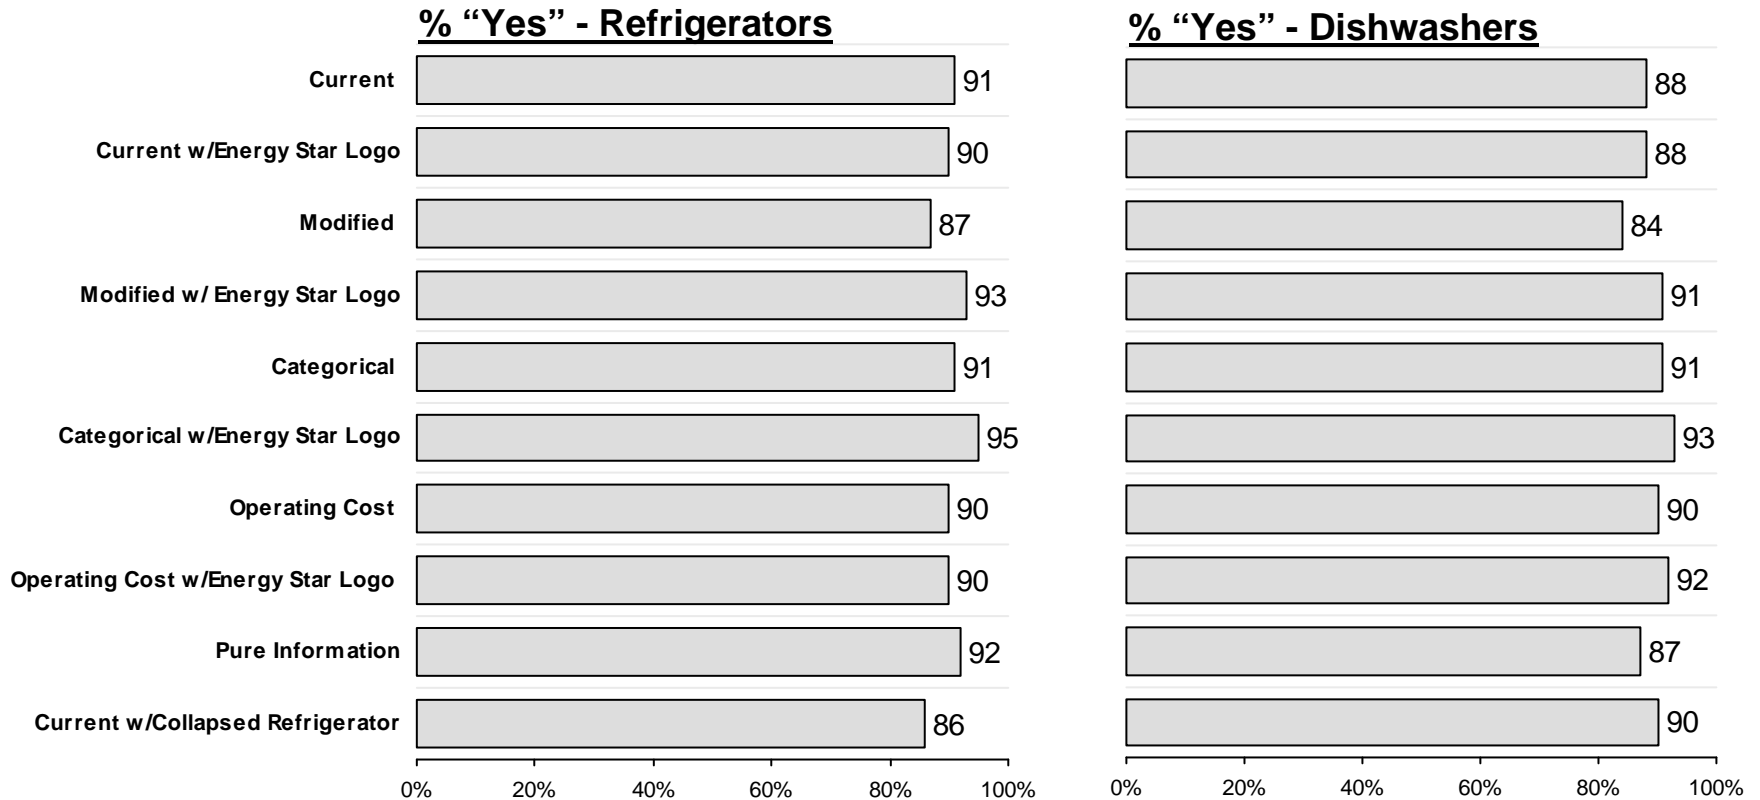 % “Yes” - Refrigerators
% “Yes” - Dishwashers
Current 91 88
Current w/Energy Star Logo 90 88
Modified 87 84
Modified w/ Energy Star Logo 93 91
Categorical 91 91
Categorical w/Energy Star Logo 95 93
Operating Cost 90 90
Operating Cost w/Energy Star Logo 90 92
Pure Information 92 87
Current w/Collapsed Refrigerator 86 90
0% 20% 40% 60% 80% 100%
0% 20% 40% 60% 80% 100%